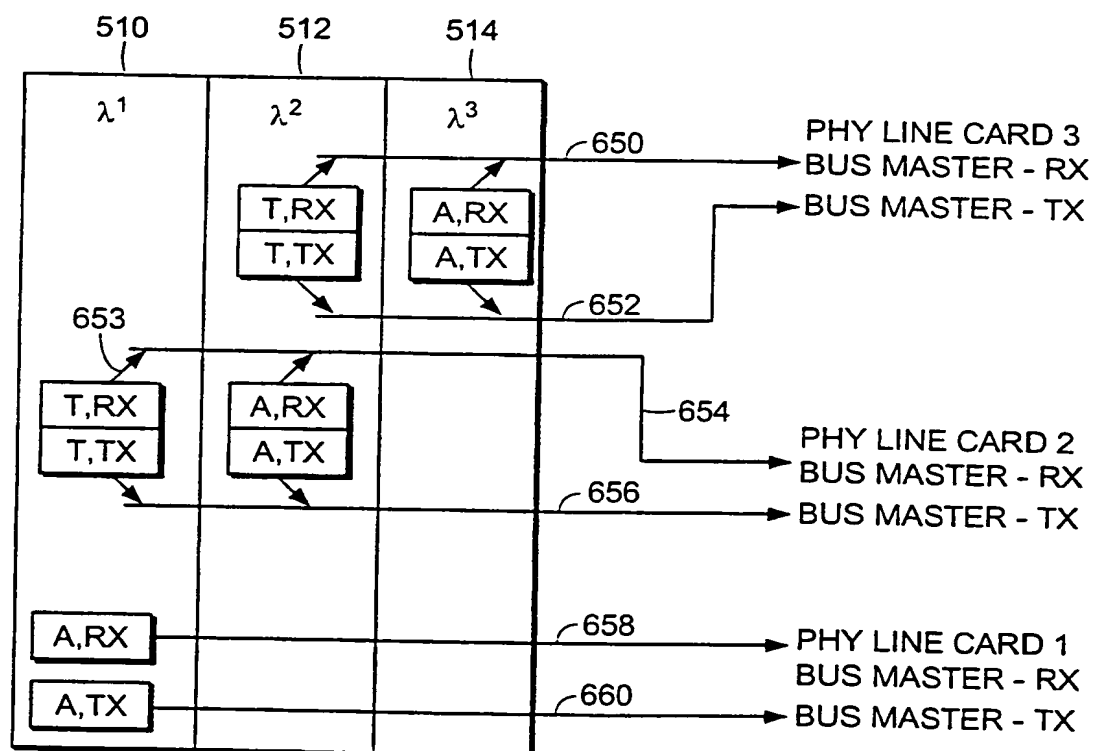 510 512 514
λ¹ λ² λ³
650
PHY LINE CARD 3
BUS MASTER - RX
BUS MASTER - TX
T,RX
T,TX
A,RX
A,TX
652
653
T,RX
T,TX
A,RX
A,TX
654
PHY LINE CARD 2
BUS MASTER - RX
BUS MASTER - TX
656
A,RX
658
PHY LINE CARD 1
BUS MASTER - RX
A,TX
660
BUS MASTER - TX